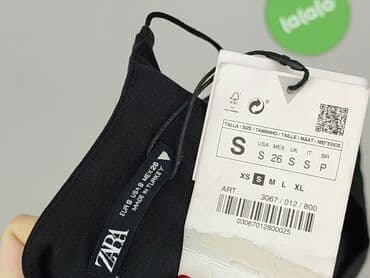 lalafo
TALLA / SIZE / TAMANHO / TAILLE / MAAT /
S
USA MEX UK IT BR
S 26 S S P
XS S M L XL
ART. 3067 / 012 / 800
03067012800025
ZARA
EUR S USA S MEX 26
MADE IN TURKEY